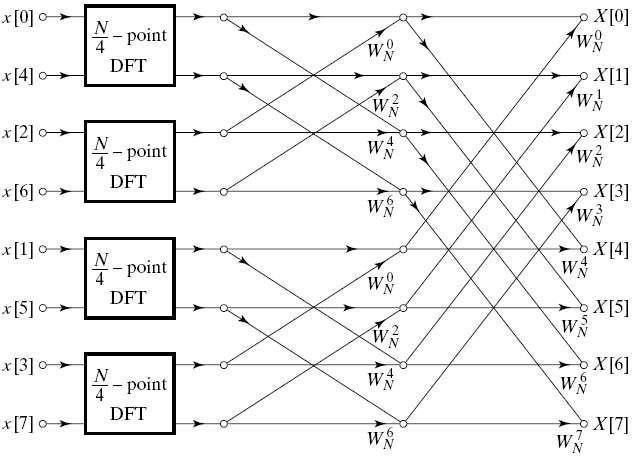 x[0]
x[4]
N/4 – point
DFT
x[2]
x[6]
N/4 – point
DFT
x[1]
x[5]
N/4 – point
DFT
x[3]
x[7]
N/4 – point
DFT
W_N^0
W_N^2
W_N^4
W_N^6
W_N^0
W_N^2
W_N^4
W_N^6
X[0]
W_N^0
X[1]
W_N^1
X[2]
W_N^2
X[3]
W_N^3
X[4]
W_N^4
X[5]
W_N^5
X[6]
W_N^6
X[7]
W_N^7